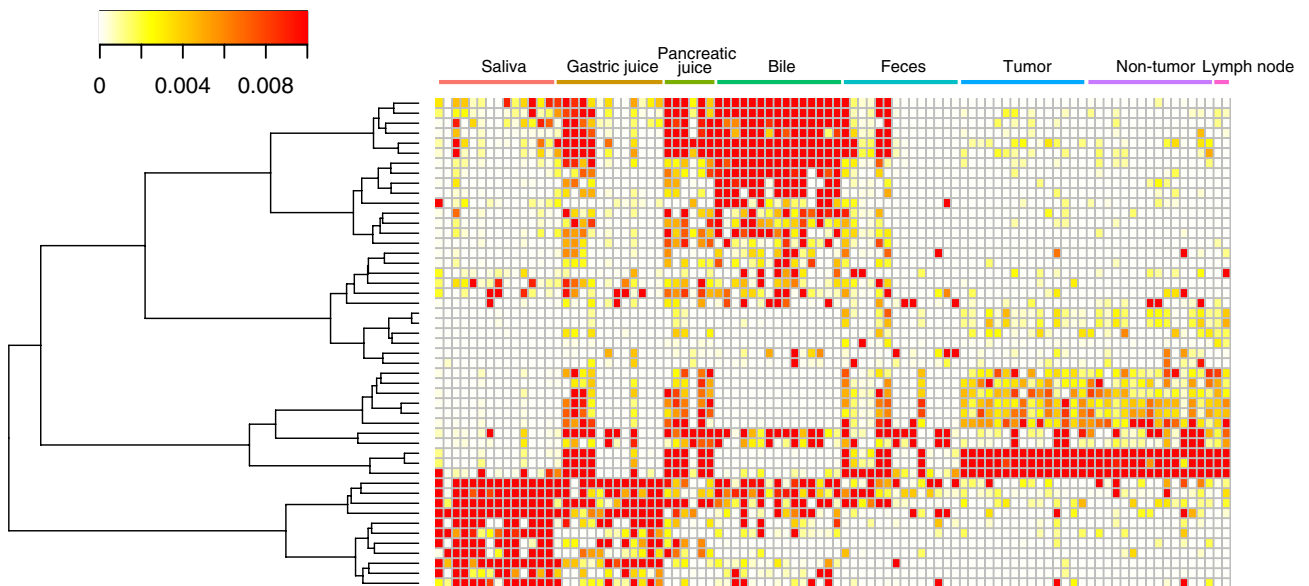 0 0.004 0.008
Saliva Gastric juice Pancreatic
juice Bile Feces Tumor Non-tumor Lymph node